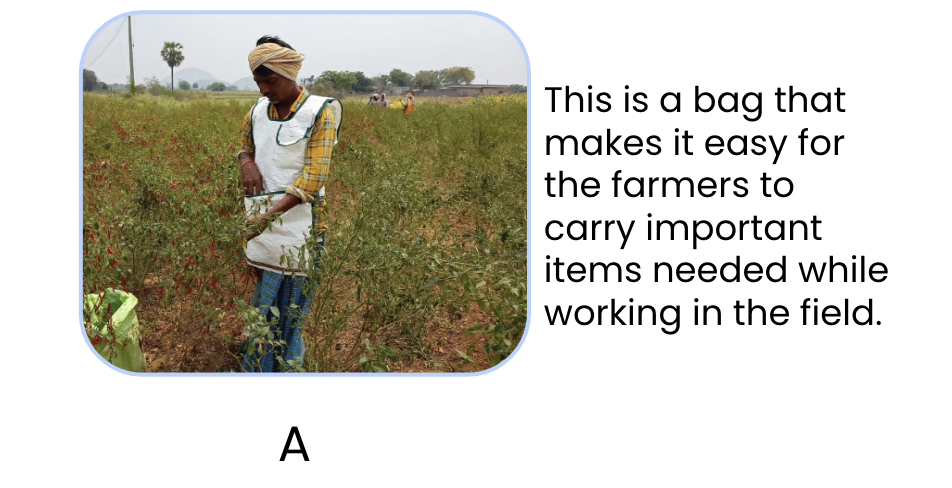 This is a bag that
makes it easy for
the farmers to
carry important
items needed while
working in the field.
A